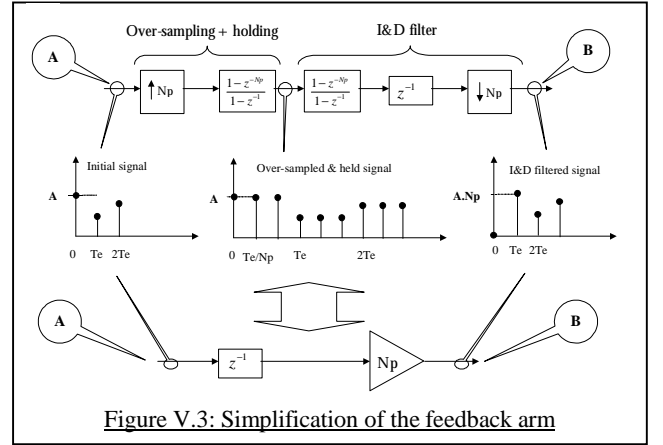 Over-sampling + holding
I&D filter
A
B
↑ Np
1 - z^{-Np}
1 - z^{-1}
1 - z^{-Np}
1 - z^{-1}
z^{-1}
↓ Np
Initial signal
Over-sampled & held signal
I&D filtered signal
A
A
A.Np
0 Te 2Te
0 Te/Np Te 2Te
0 Te 2Te
A
B
z^{-1}
Np
Figure V.3: Simplification of the feedback arm